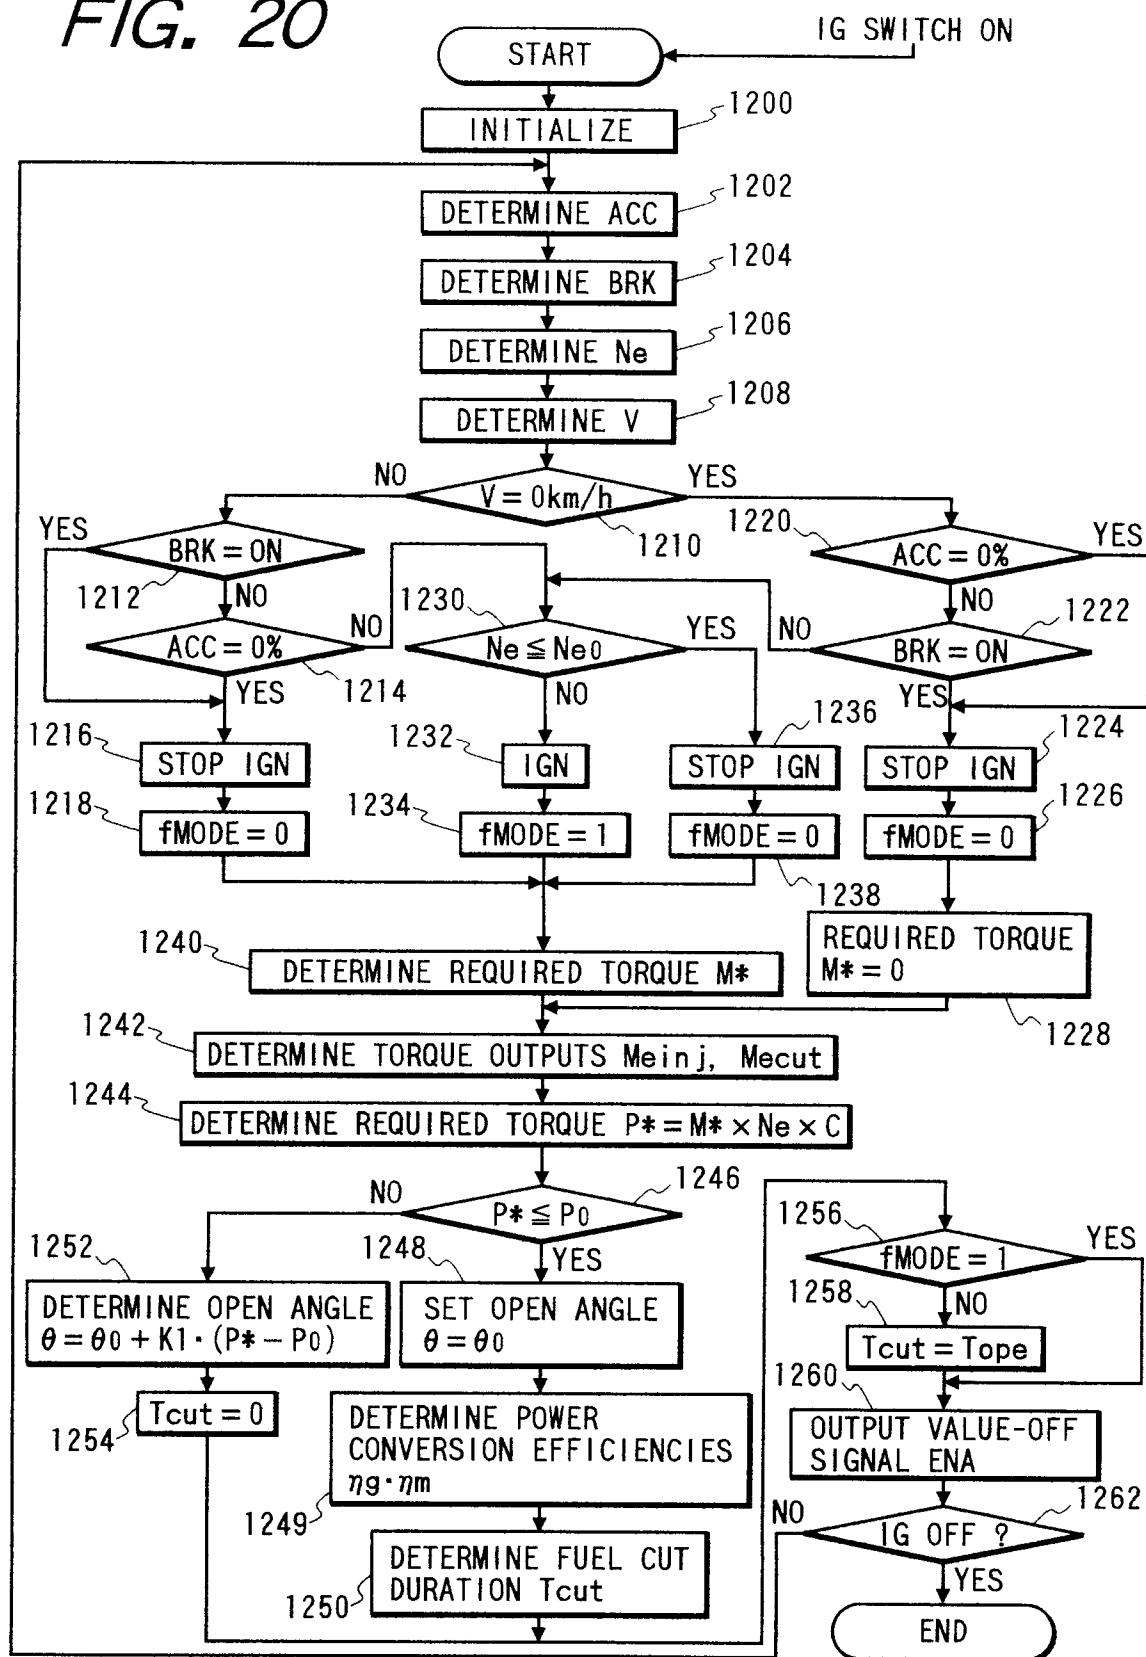 FIG. 20
IG SWITCH ON
START
1200
INITIALIZE
1202
DETERMINE ACC
1204
DETERMINE BRK
1206
DETERMINE Ne
1208
DETERMINE V
NO
YES
V = 0km/h
1210
YES
BRK = ON
1212
NO
ACC = 0%
NO
YES
1214
1220
ACC = 0%
YES
NO
1222
NO
BRK = ON
YES
1230
Ne ≦ Ne0
YES
NO
1216
STOP IGN
1218
fMODE = 0
1232
IGN
1234
fMODE = 1
1236
STOP IGN
fMODE = 0
1238
1224
STOP IGN
1226
fMODE = 0
REQUIRED TORQUE
M* = 0
1228
1240
DETERMINE REQUIRED TORQUE M*
1242
DETERMINE TORQUE OUTPUTS Meinj, Mecut
1244
DETERMINE REQUIRED TORQUE P* = M* × Ne × C
1246
NO
P* ≦ P0
YES
1252
DETERMINE OPEN ANGLE
θ = θ0 + K1 · (P* − P0)
Tcut = 0
1254
1248
SET OPEN ANGLE
θ = θ0
DETERMINE POWER
CONVERSION EFFICIENCIES
ηg · ηm
1249
DETERMINE FUEL CUT
DURATION Tcut
1250
1256
fMODE = 1
YES
NO
1258
Tcut = Tope
1260
OUTPUT VALUE-OFF
SIGNAL ENA
1262
NO
IG OFF ?
YES
END